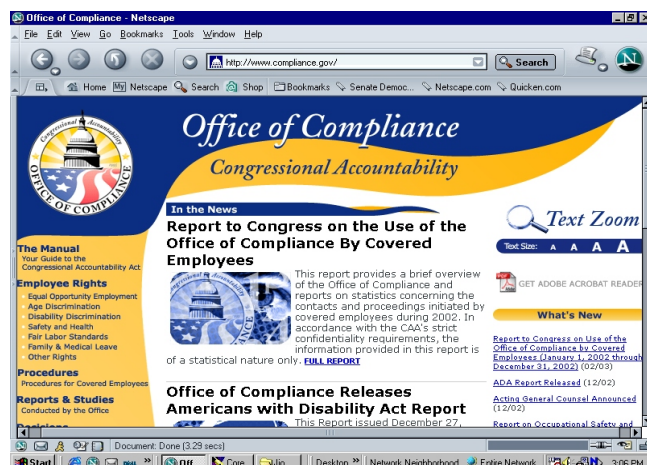 Office of Compliance - Netscape
File Edit View Go Bookmarks Tools Window Help
http://www.compliance.gov/
Search
N
Home My Netscape Search Shop Bookmarks Senate Democ... Netscape.com Quicken.com
Congressional Accountability
OFFICE OF COMPLIANCE
Office of Compliance
Congressional Accountability
The Manual
Your Guide to the
Congressional Accountability Act
Employee Rights
Equal Opportunity Employment
Age Discrimination
Disability Discrimination
Safety and Health
Fair Labor Standards
Family & Medical Leave
Other Rights
Procedures
Procedures for Covered Employees
Reports & Studies
Conducted by the Office
Decisions
In the News
Report to Congress on the Use of the
Office of Compliance By Covered
Employees
This report provides a brief overview
of the Office of Compliance and
reports on statistics concerning the
contacts and proceedings initiated by
covered employees during 2002. In
accordance with the CAA's strict
confidentiality requirements, the
information provided in this report is
of a statistical nature only. FULL REPORT
Office of Compliance Releases
Americans with Disability Act Report
This Report issued December 27,
Text Zoom
Text Size: A A A A
GET ADOBE ACROBAT READER
What's New
Report to Congress on Use of the
Office of Compliance by Covered
Employees (January 1, 2002 through
December 31, 2002) (02/03)
ADA Report Released (12/02)
Acting General Counsel Announced
(12/02)
Report on Occupational Safety and
Document: Done (3.29 secs)
Start Off Core Desktop Network Neighborhood Entire Network 3:06 PM